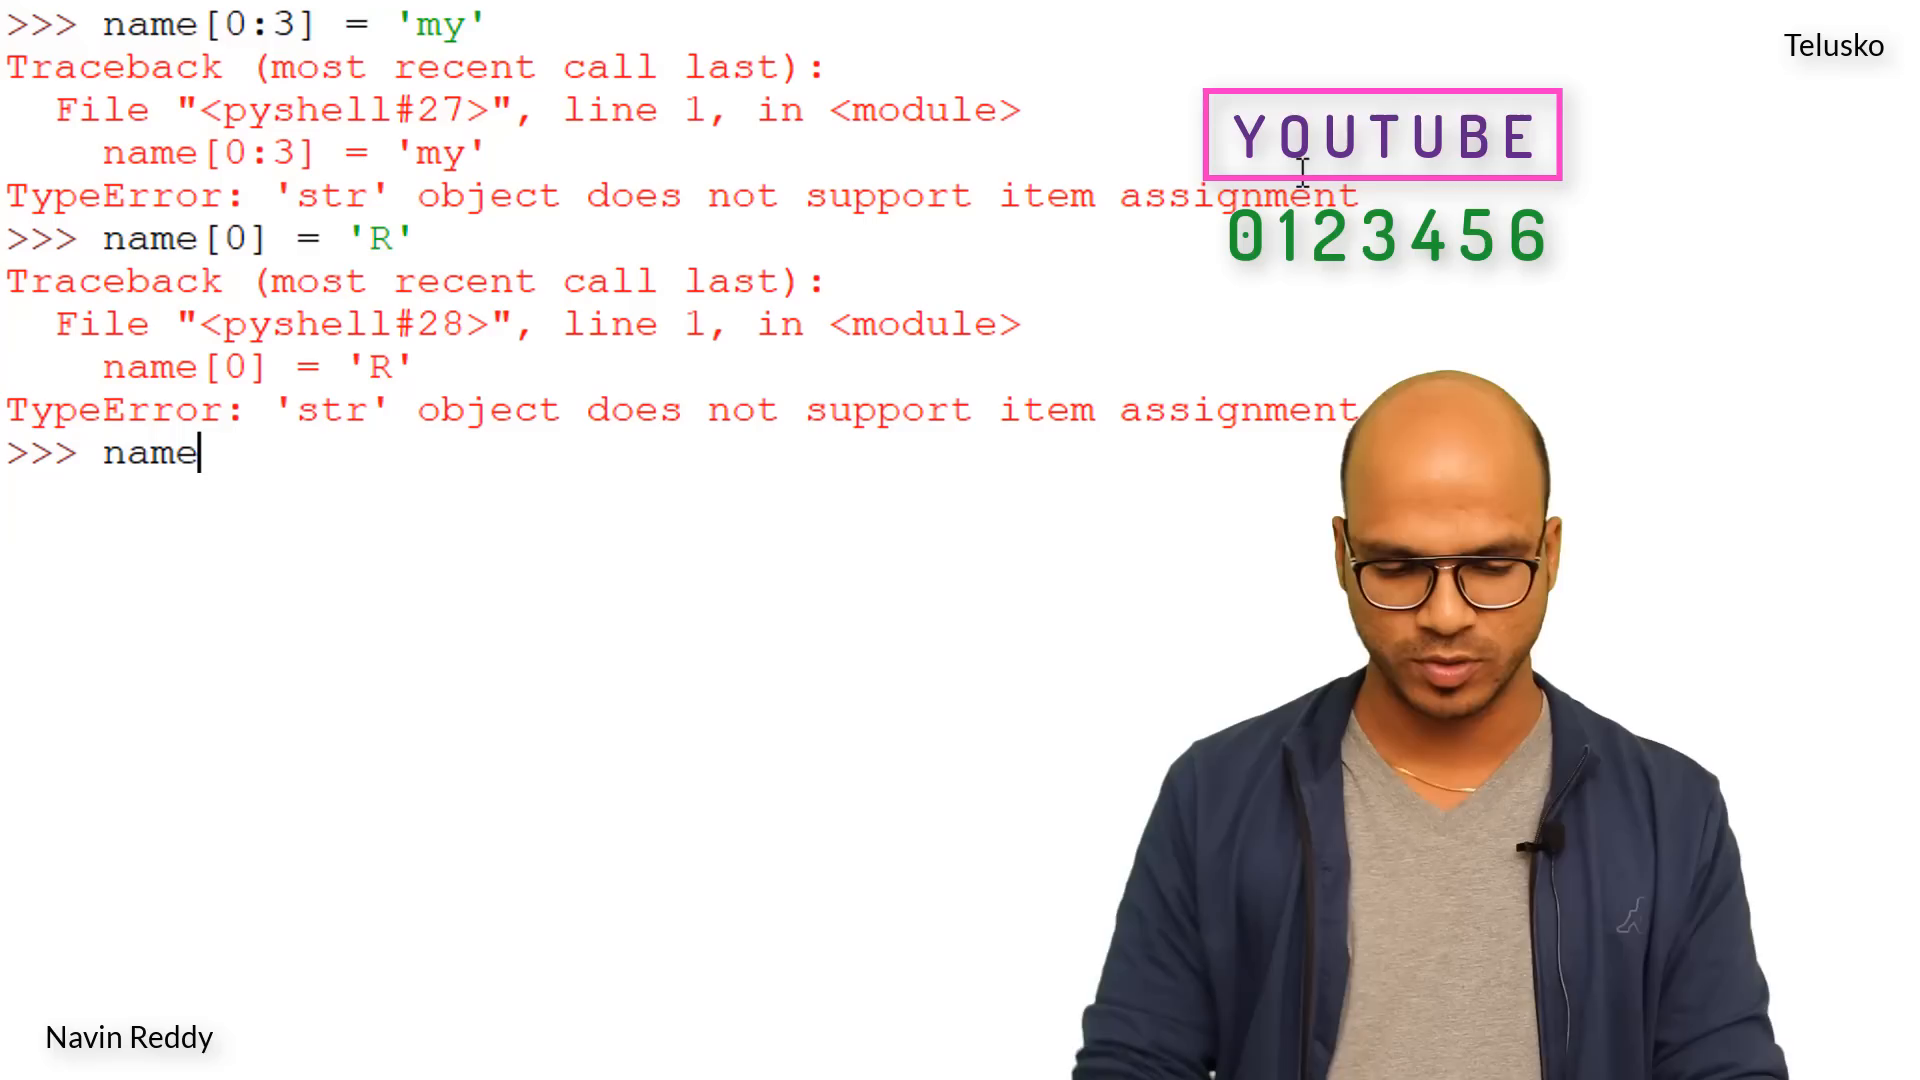 >>> name[0:3] = 'my'
Traceback (most recent call last):
  File "<pyshell#27>", line 1, in <module>
    name[0:3] = 'my'
TypeError: 'str' object does not support item assignment
>>> name[0] = 'R'
Traceback (most recent call last):
  File "<pyshell#28>", line 1, in <module>
    name[0] = 'R'
TypeError: 'str' object does not support item assignment
>>> name
Telusko
YOUTUBE
0123456
Navin Reddy